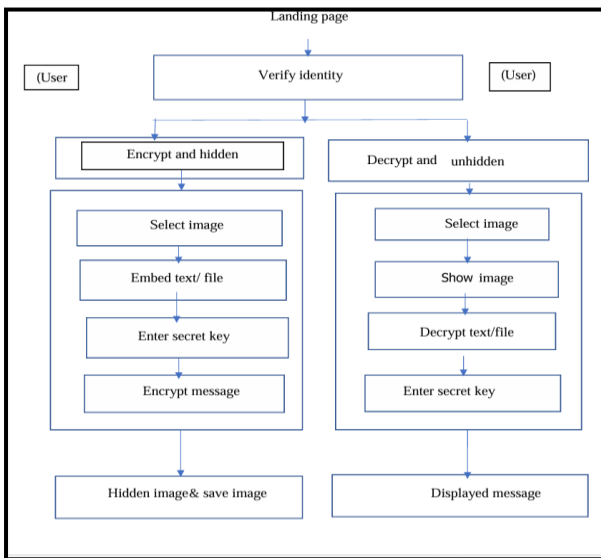 Landing page
(User
Verify identity
(User)
Encrypt and hidden
Decrypt and unhidden
Select image
Embed text/ file
Enter secret key
Encrypt message
Select image
Show image
Decrypt text/file
Enter secret key
Hidden image& save image
Displayed message